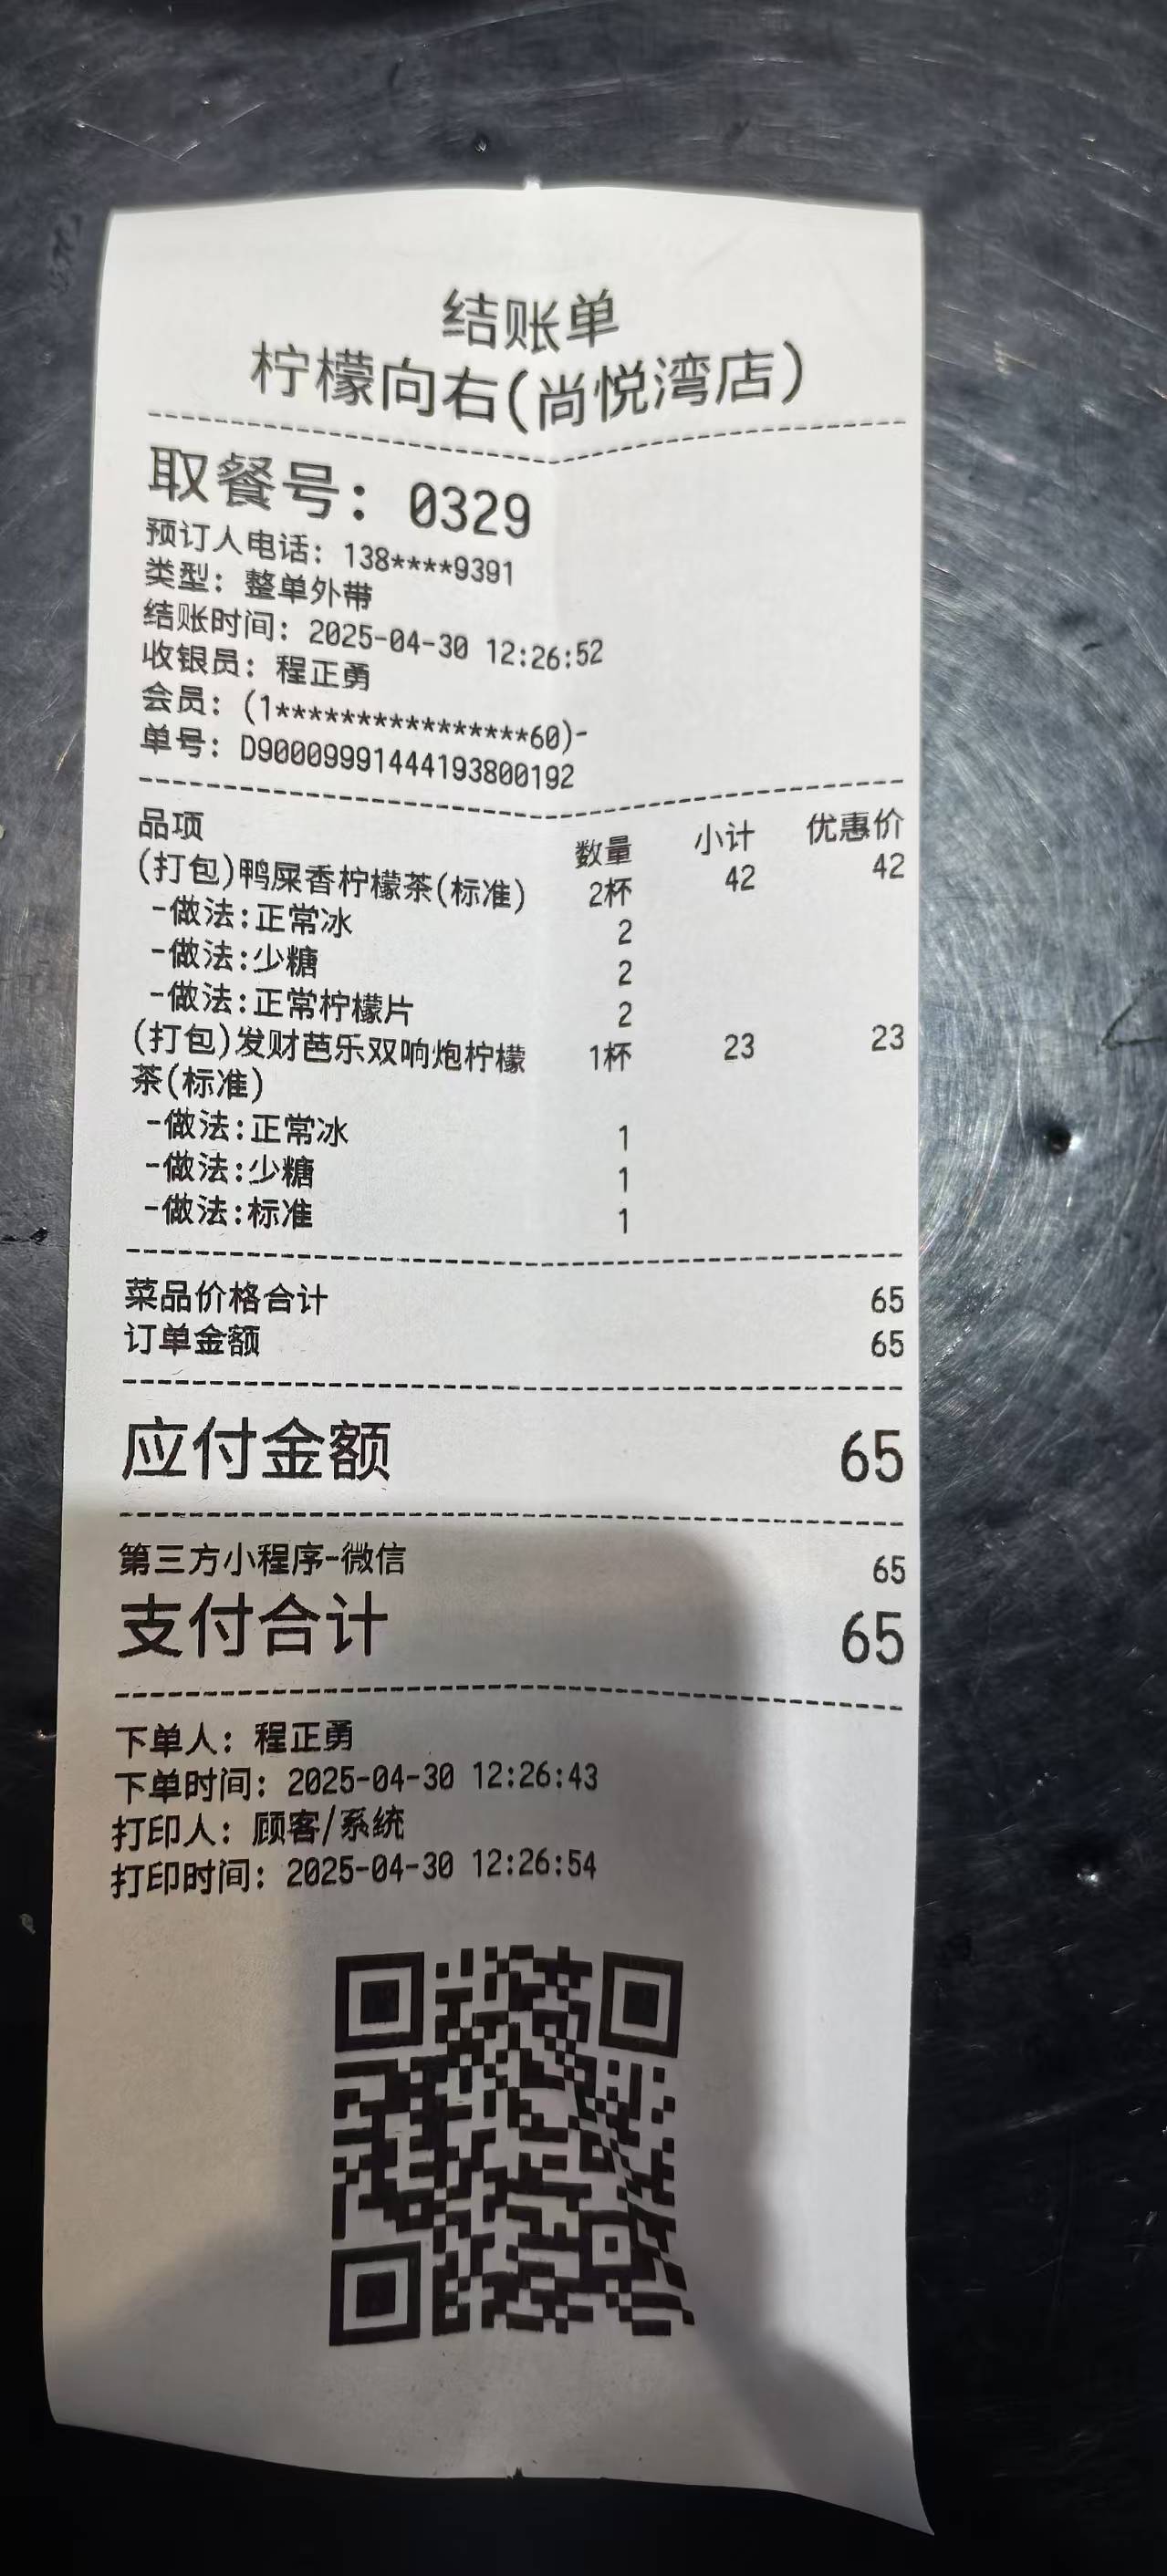 结账单
柠檬向右(尚悦湾店)
取餐号: 0329
预订人电话: 138****9391
类型: 整单外带
结账时间: 2025-04-30 12:26:52
收银员: 程正勇
会员: (1****************60)-
单号: D90009991444193800192
品项 数量 小计 优惠价
(打包)鸭屎香柠檬茶(标准) 2杯 42 42
-做法:正常冰 2
-做法:少糖 2
-做法:正常柠檬片 2
(打包)发财芭乐双响炮柠檬 1杯 23 23
茶(标准)
-做法:正常冰 1
-做法:少糖 1
-做法:标准 1
菜品价格合计 65
订单金额 65
应付金额 65
第三方小程序-微信 65
支付合计 65
下单人: 程正勇
下单时间: 2025-04-30 12:26:43
打印人: 顾客/系统
打印时间: 2025-04-30 12:26:54